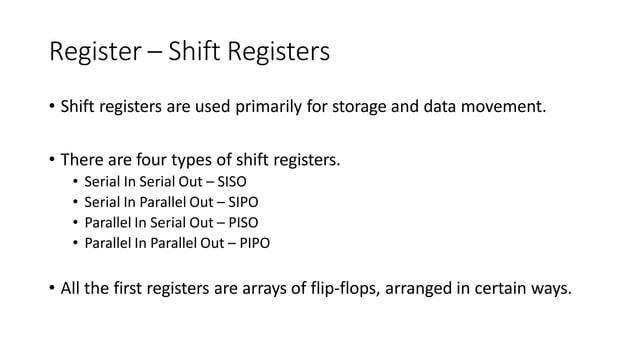 Register – Shift Registers
• Shift registers are used primarily for storage and data movement.
• There are four types of shift registers.
• Serial In Serial Out – SISO
• Serial In Parallel Out – SIPO
• Parallel In Serial Out – PISO
• Parallel In Parallel Out – PIPO
• All the first registers are arrays of flip-flops, arranged in certain ways.